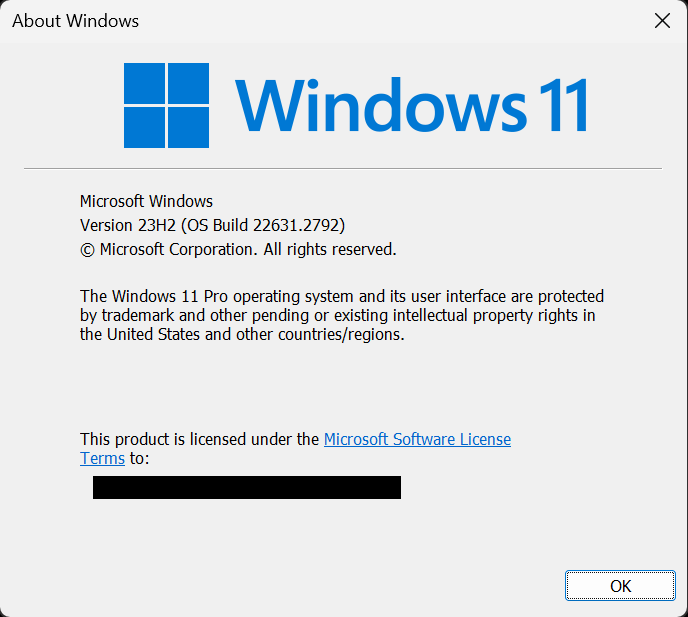 About Windows
Windows 11
Microsoft Windows
Version 23H2 (OS Build 22631.2792)
© Microsoft Corporation. All rights reserved.
The Windows 11 Pro operating system and its user interface are protected
by trademark and other pending or existing intellectual property rights in
the United States and other countries/regions.
This product is licensed under the Microsoft Software License
Terms to:
OK